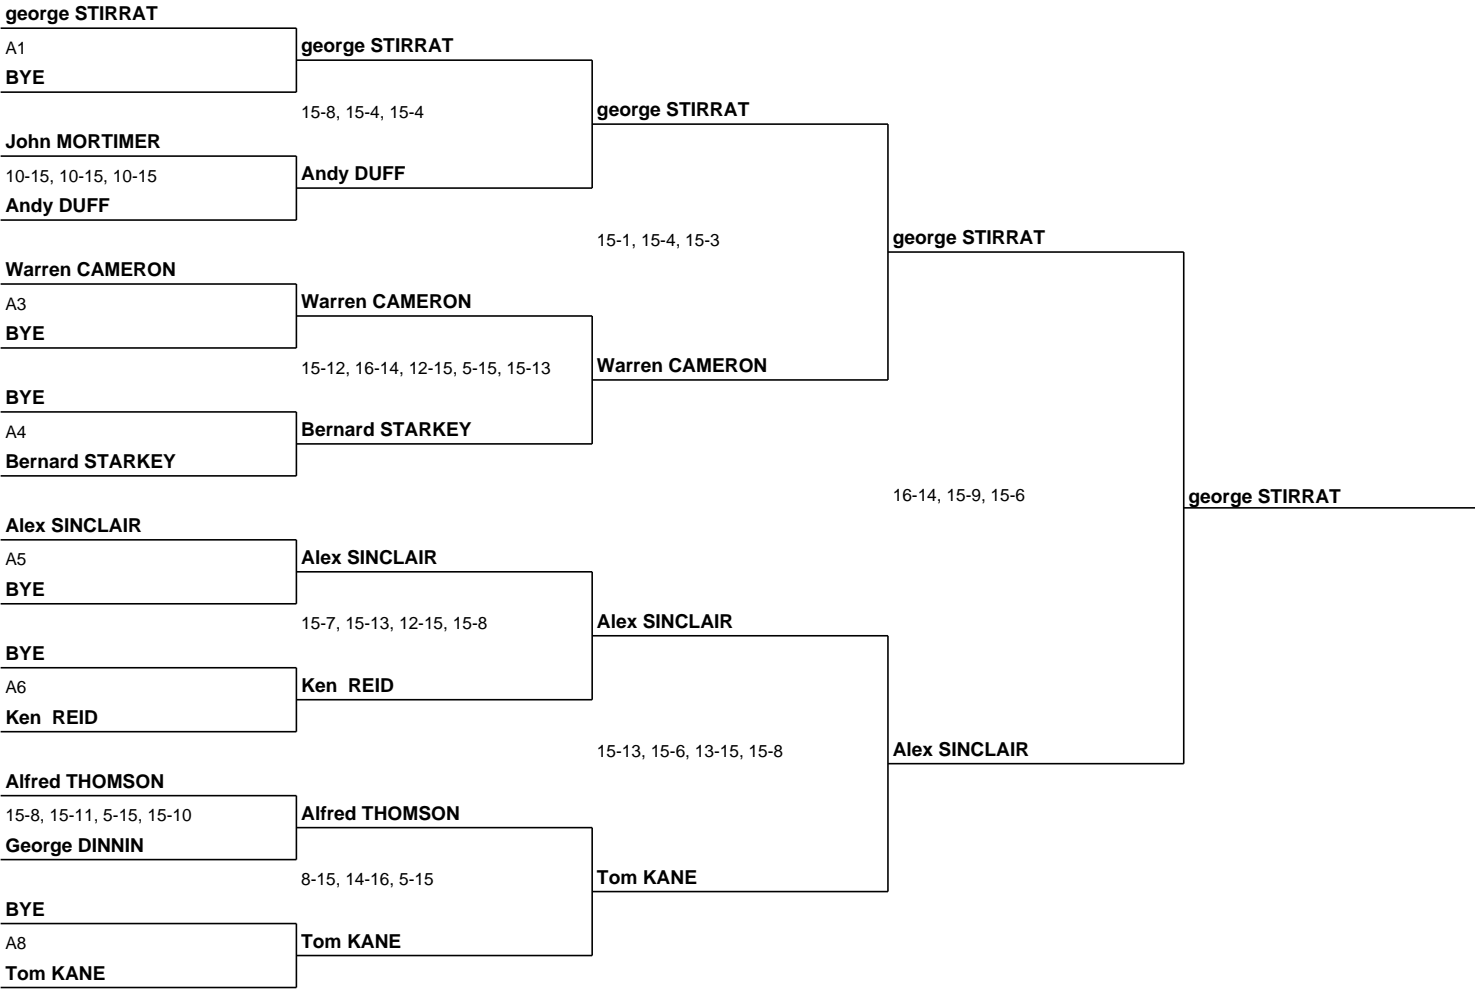 george STIRRAT
A1
BYE
John MORTIMER
10-15, 10-15, 10-15
Andy DUFF
Warren CAMERON
A3
BYE
BYE
A4
Bernard STARKEY
Alex SINCLAIR
A5
BYE
BYE
A6
Ken  REID
Alfred THOMSON
15-8, 15-11, 5-15, 15-10
George DINNIN
BYE
A8
Tom KANE
george STIRRAT
15-8, 15-4, 15-4
Andy DUFF
Warren CAMERON
15-12, 16-14, 12-15, 5-15, 15-13
Bernard STARKEY
Alex SINCLAIR
15-7, 15-13, 12-15, 15-8
Ken  REID
Alfred THOMSON
8-15, 14-16, 5-15
Tom KANE
george STIRRAT
15-1, 15-4, 15-3
Warren CAMERON
Alex SINCLAIR
15-13, 15-6, 13-15, 15-8
Tom KANE
george STIRRAT
16-14, 15-9, 15-6
Alex SINCLAIR
george STIRRAT